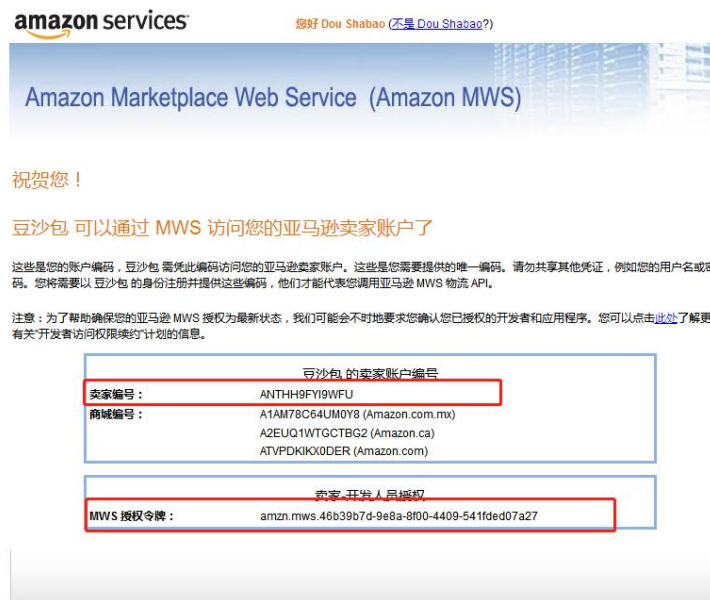 amazon services
您好 Dou Shabao (不是 Dou Shabao?)
Amazon Marketplace Web Service (Amazon MWS)
祝贺您！
豆沙包 可以通过 MWS 访问您的亚马逊卖家账户了
这些是您的账户编码，豆沙包 需凭此编码访问您的亚马逊卖家账户。这些是您需要提供的唯一编码。请勿共享其他凭证，例如您的用户名或密
码。您将需要以 豆沙包 的身份注册并提供这些编码，他们才能代表您调用亚马逊 MWS 物流 API。
注意：为了帮助确保您的亚马逊 MWS 授权为最新状态，我们可能会不时地要求您确认您已授权的开发者和应用程序。您可以点击此处了解更
有关"开发者访问权限续约"计划的信息。
豆沙包 的卖家账户编号
卖家编号： ANTHH9FYI9WFU
商城编号： A1AM78C64UM0Y8 (Amazon.com.mx)
A2EUQ1WTGCTBG2 (Amazon.ca)
ATVPDKIKX0DER (Amazon.com)
卖家-开发人员授权
MWS 授权令牌： amzn.mws.46b39b7d-9e8a-8f00-4409-541fded07a27